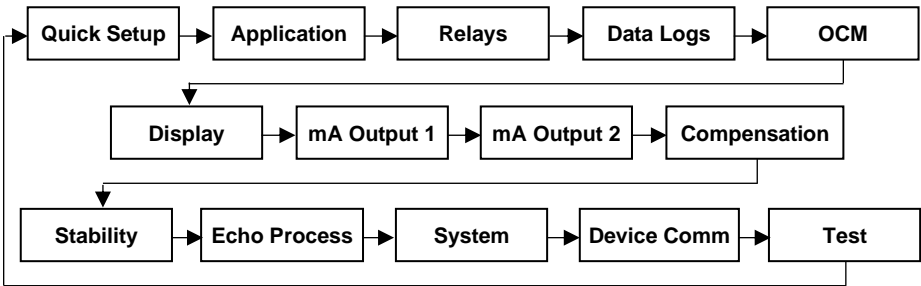 Quick Setup
Application
Relays
Data Logs
OCM
Display
mA Output 1
mA Output 2
Compensation
Stability
Echo Process
System
Device Comm
Test